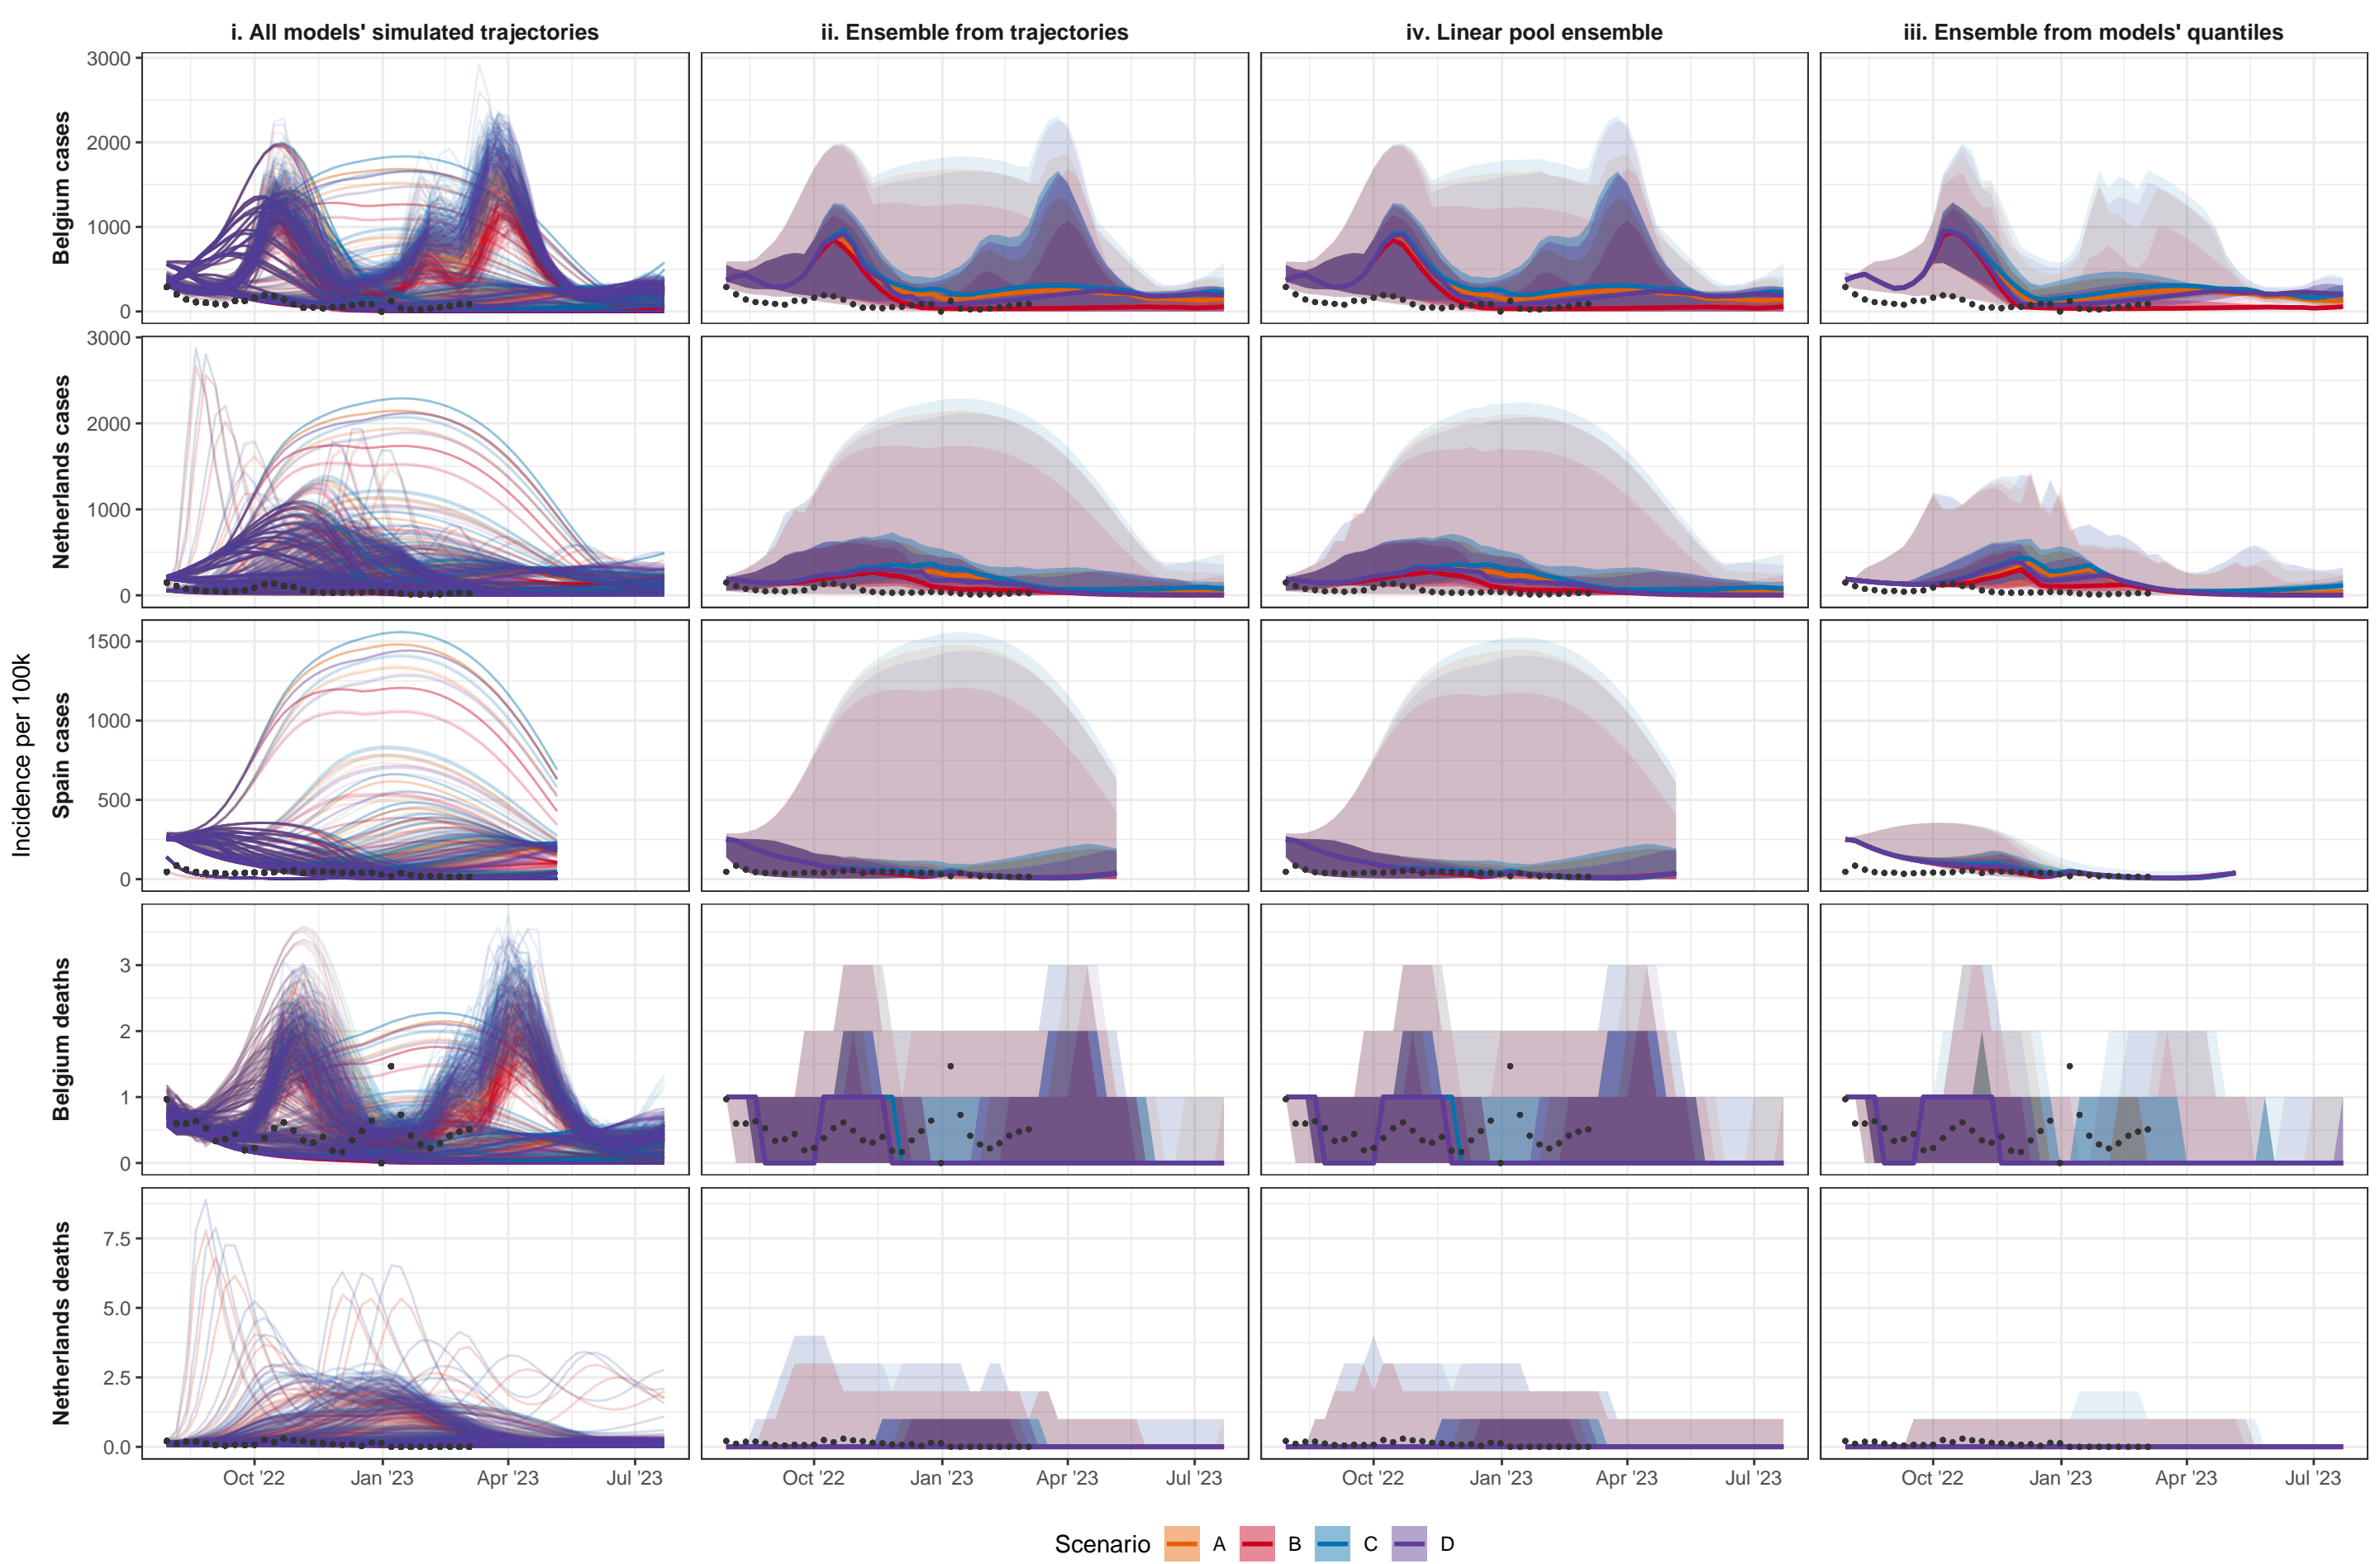 i. All models' simulated trajectories
ii. Ensemble from trajectories
iv. Linear pool ensemble
iii. Ensemble from models' quantiles
Incidence per 100k
Belgium cases
3000
2000
1000
0
Netherlands cases
3000
2000
1000
0
Spain cases
1500
1000
500
0
Belgium deaths
3
2
1
0
Netherlands deaths
7.5
5.0
2.5
0.0
Oct '22 Jan '23 Apr '23 Jul '23
Oct '22 Jan '23 Apr '23 Jul '23
Oct '22 Jan '23 Apr '23 Jul '23
Oct '22 Jan '23 Apr '23 Jul '23
Scenario A B C D